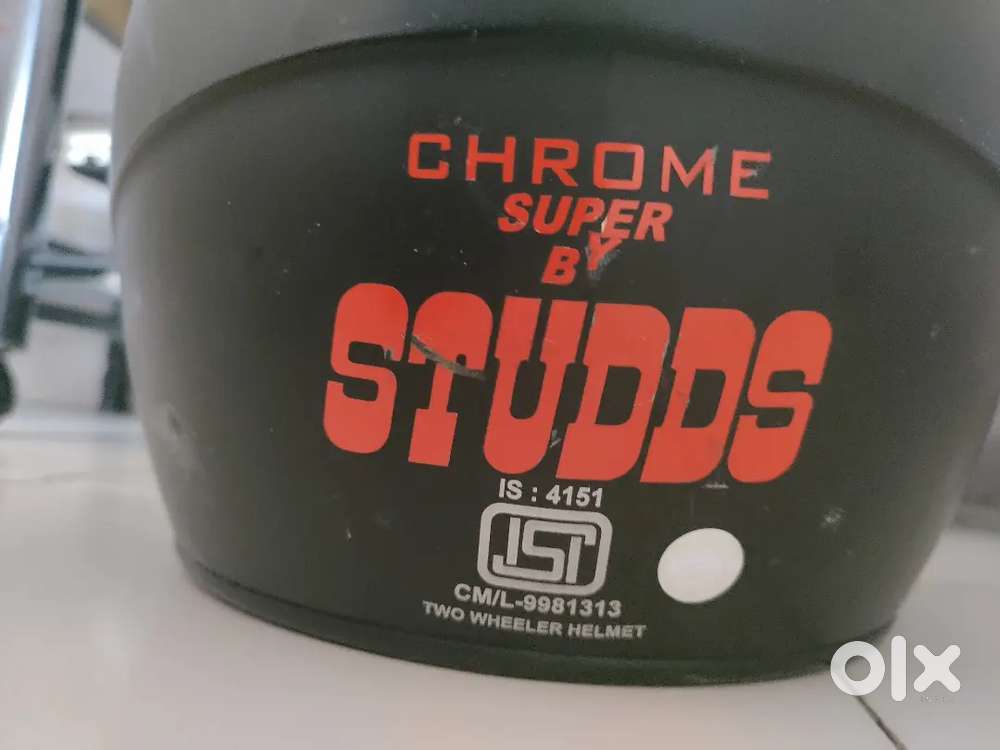 CHROME
SUPER
BY
STUDDS
IS : 4151
ISI
CM/L-9981313
TWO WHEELER HELMET
olx